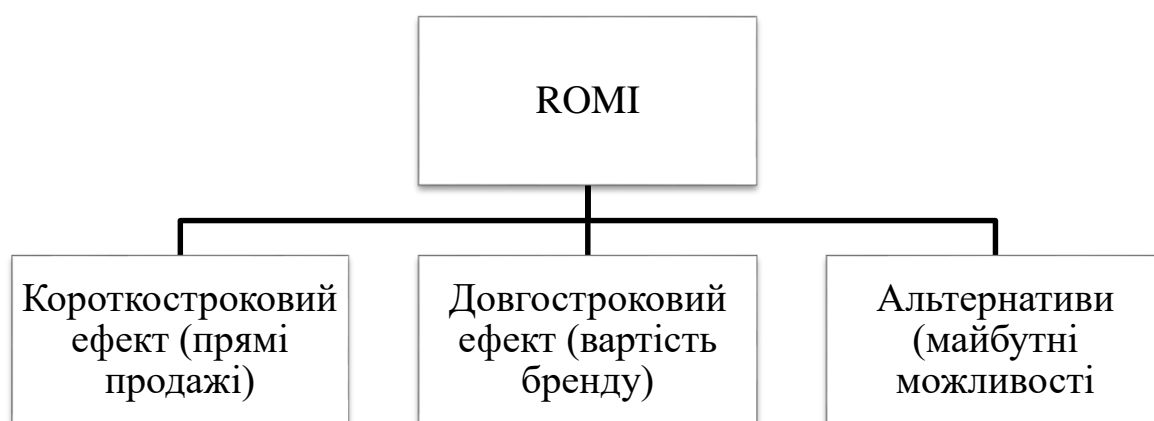 ROMI
Короткостроковий
ефект (прямі
продажі)
Довгостроковий
ефект (вартість
бренду)
Альтернативи
(майбутні
можливості